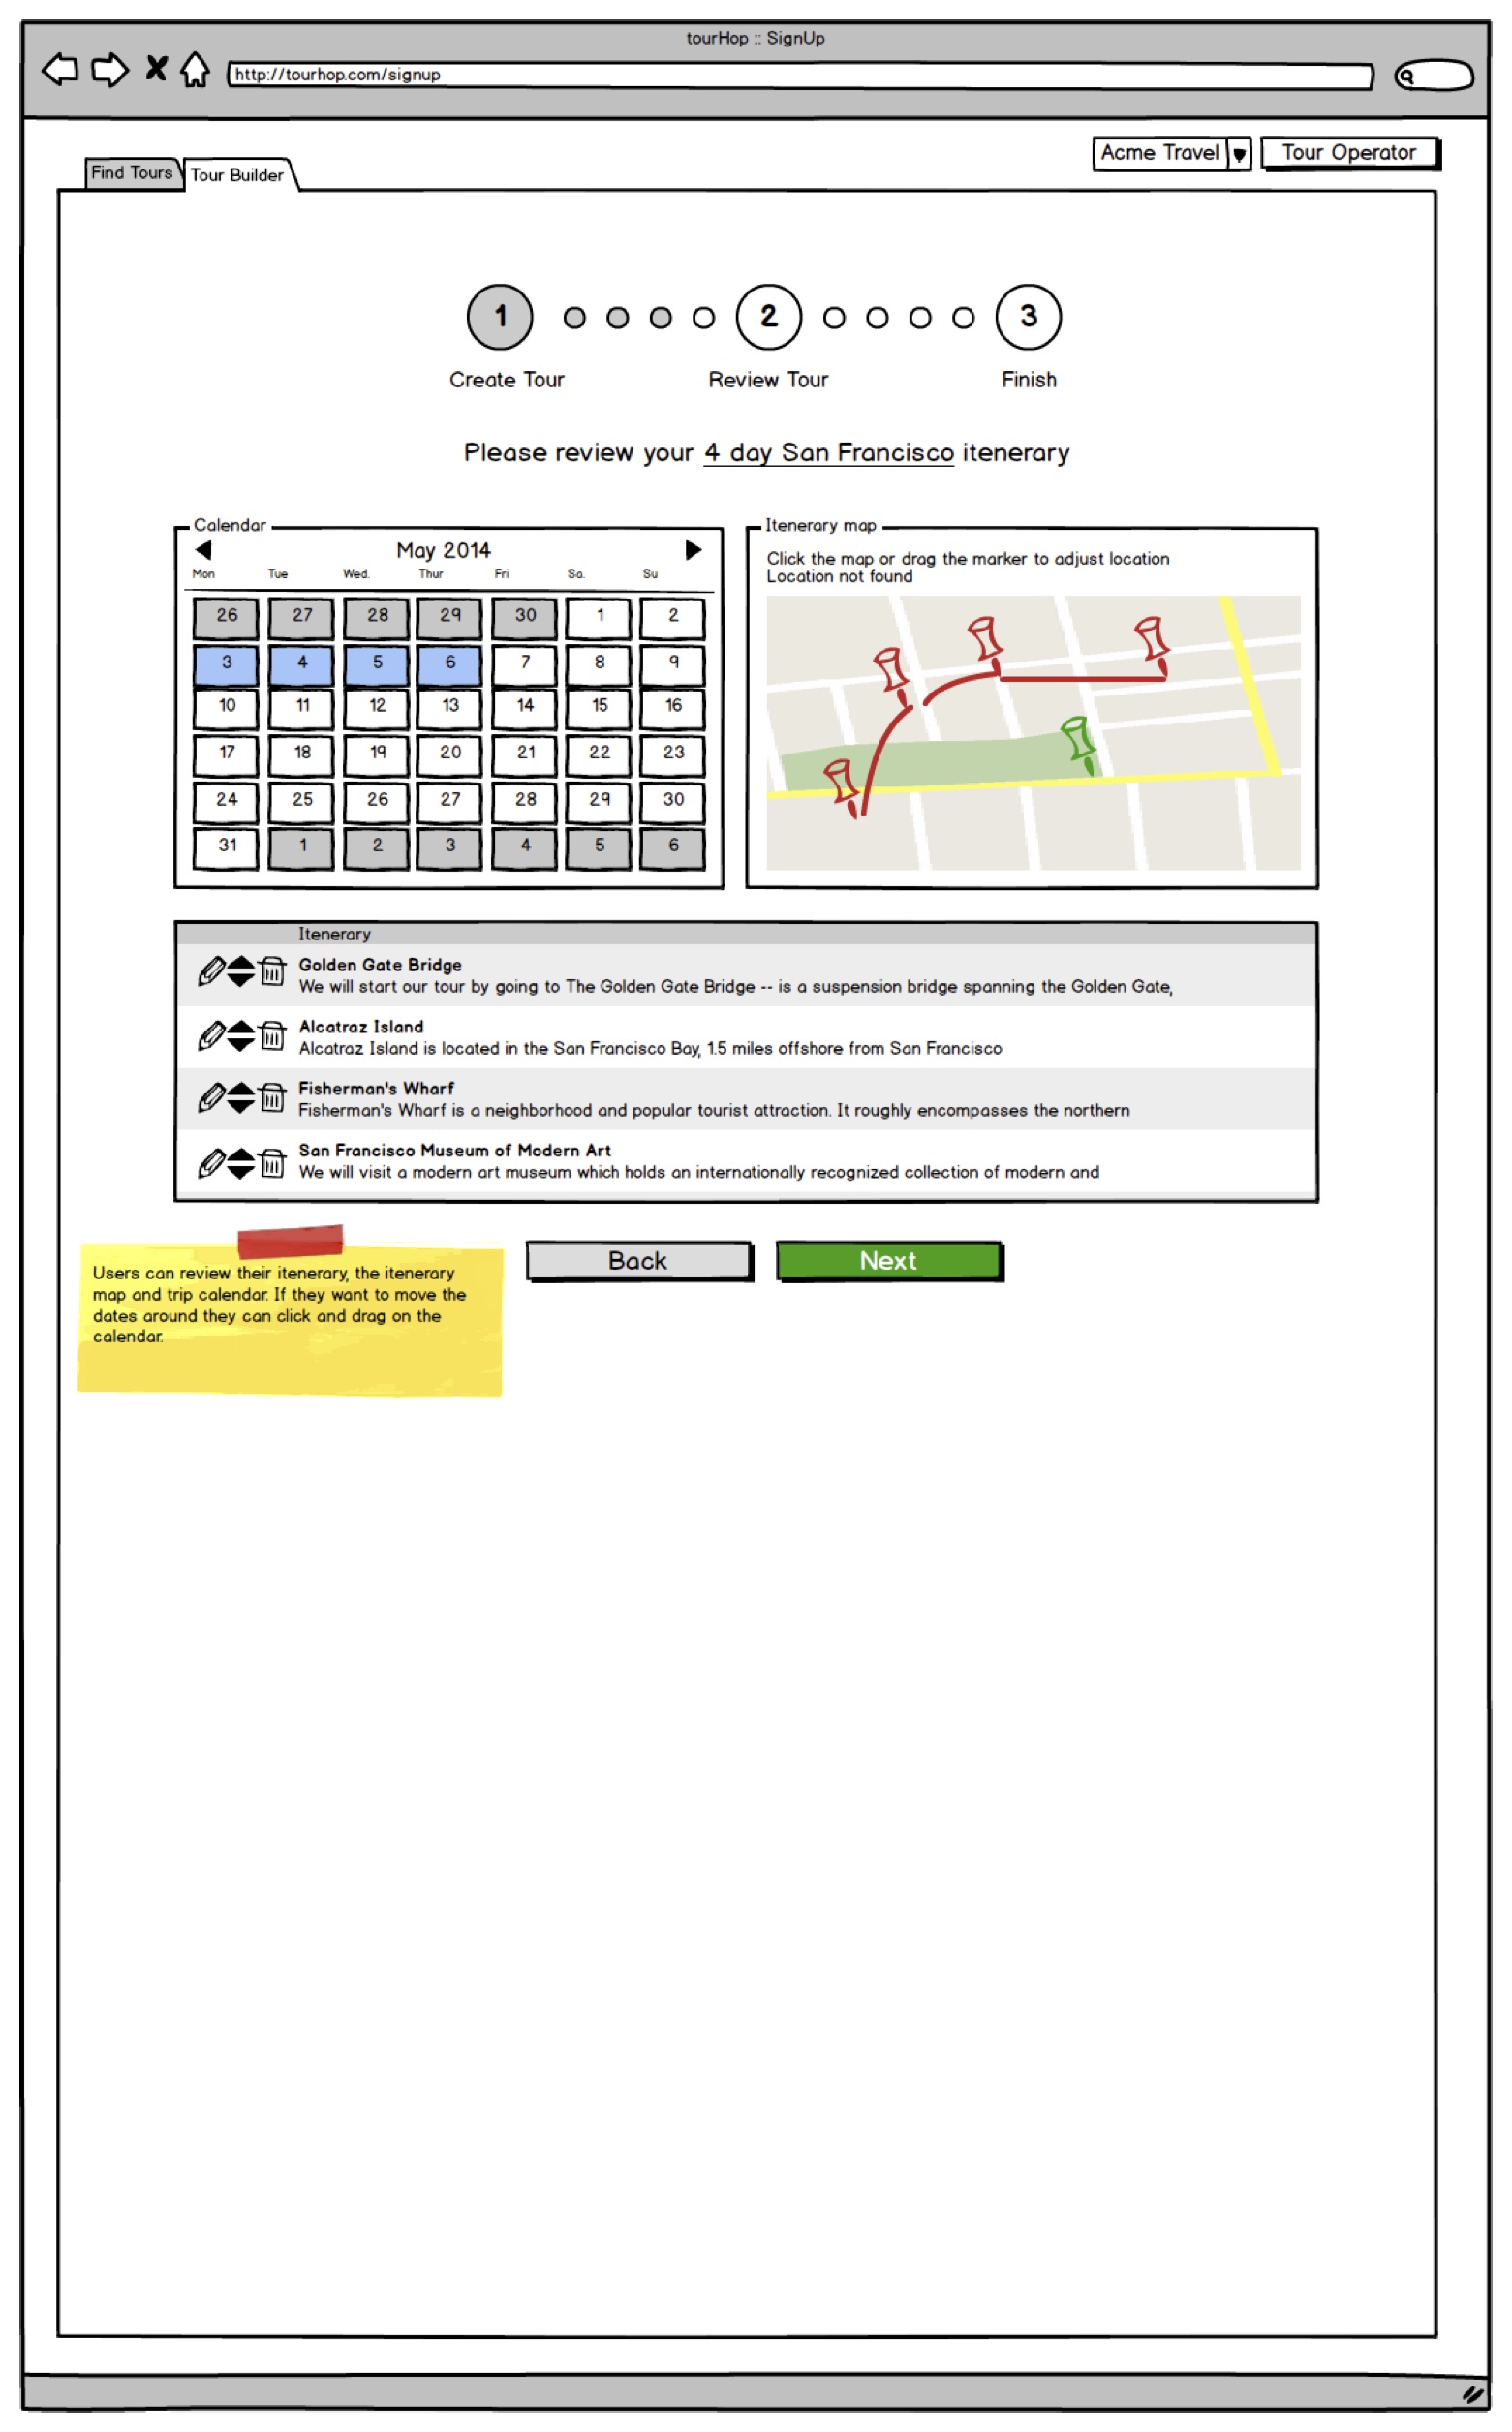 tourHop :: SignUp
http://tourhop.com/signup
Acme Travel
Tour Operator
Find Tours
Tour Builder
1
2
3
Create Tour
Review Tour
Finish
Please review your 4 day San Francisco itenerary
Calendar
May 2014
Mon Tue Wed. Thur Fri Sa. Su
26 27 28 29 30 1 2
3 4 5 6 7 8 9
10 11 12 13 14 15 16
17 18 19 20 21 22 23
24 25 26 27 28 29 30
31 1 2 3 4 5 6
Itenerary map
Click the map or drag the marker to adjust location
Location not found
Itenerary
Golden Gate Bridge
We will start our tour by going to The Golden Gate Bridge -- is a suspension bridge spanning the Golden Gate,
Alcatraz Island
Alcatraz Island is located in the San Francisco Bay, 1.5 miles offshore from San Francisco
Fisherman's Wharf
Fisherman's Wharf is a neighborhood and popular tourist attraction. It roughly encompasses the northern
San Francisco Museum of Modern Art
We will visit a modern art museum which holds an internationally recognized collection of modern and
Back
Next
Users can review their itenerary, the itenerary
map and trip calendar. If they want to move the
dates around they can click and drag on the
calendar.